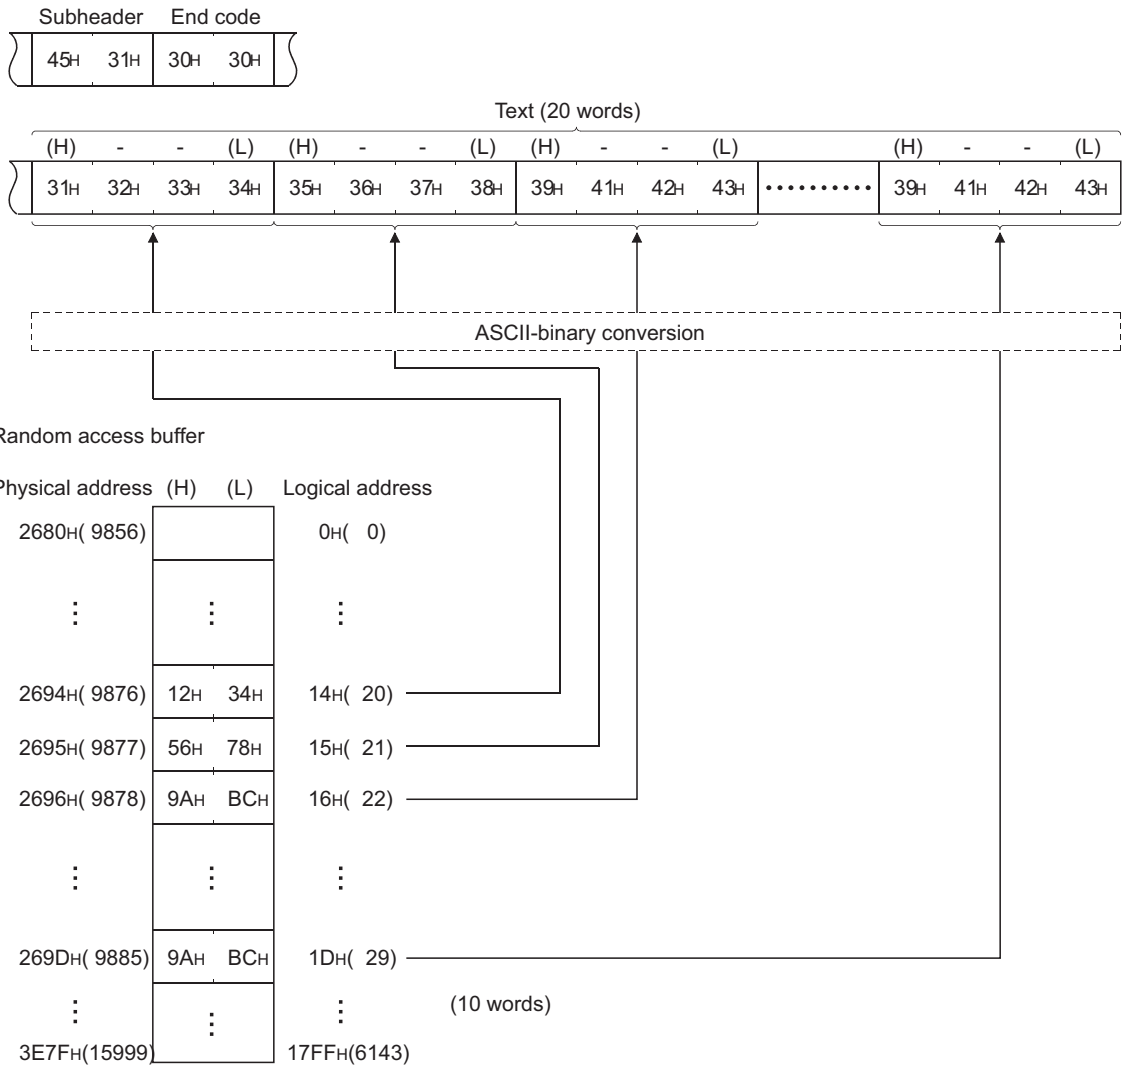 Subheader End code
45H 31H 30H 30H
Text (20 words)
(H) - - (L) (H) - - (L) (H) - - (L) (H) - - (L)
31H 32H 33H 34H 35H 36H 37H 38H 39H 41H 42H 43H ·········· 39H 41H 42H 43H
ASCII-binary conversion
Random access buffer
Physical address (H) (L) Logical address
2680H( 9856) 0H( 0)
2694H( 9876) 12H 34H 14H( 20)
2695H( 9877) 56H 78H 15H( 21)
2696H( 9878) 9AH BCH 16H( 22)
269DH( 9885) 9AH BCH 1DH( 29)
(10 words)
3E7FH(15999) 17FFH(6143)